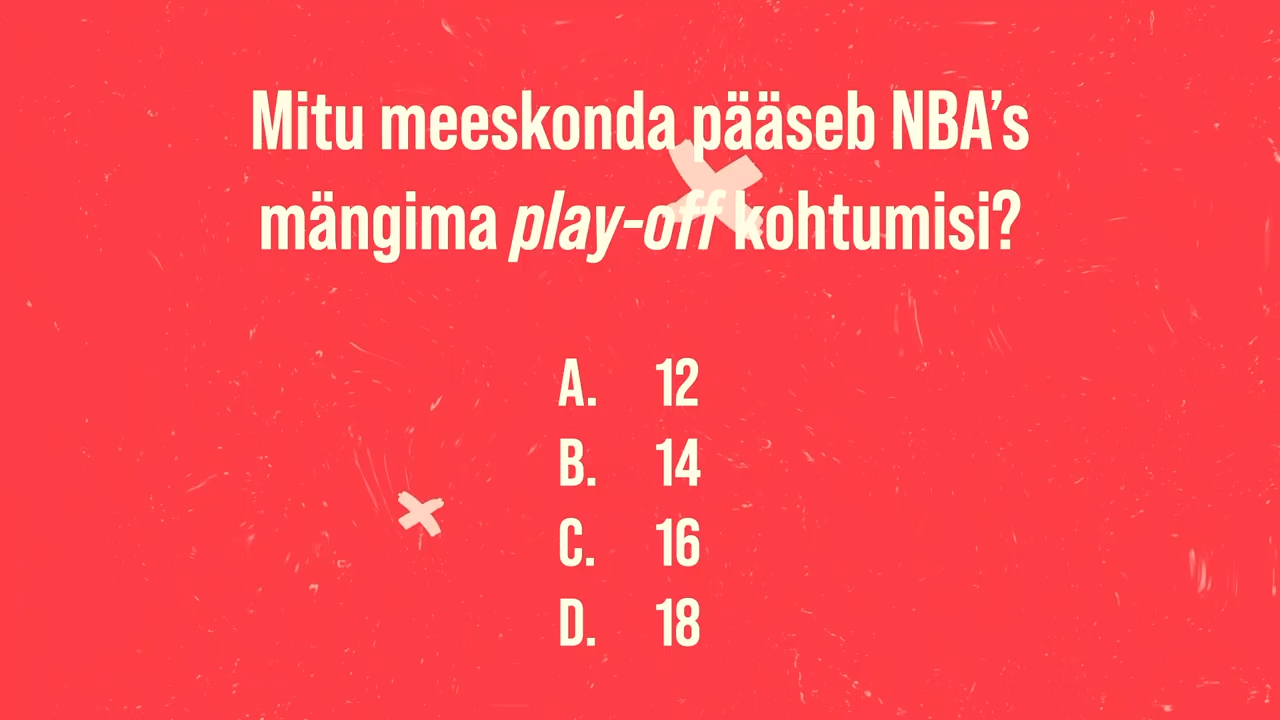 Mitu meeskonda pääseb NBA’s
mängima play-off kohtumisi?
A. 12
B. 14
C. 16
D. 18